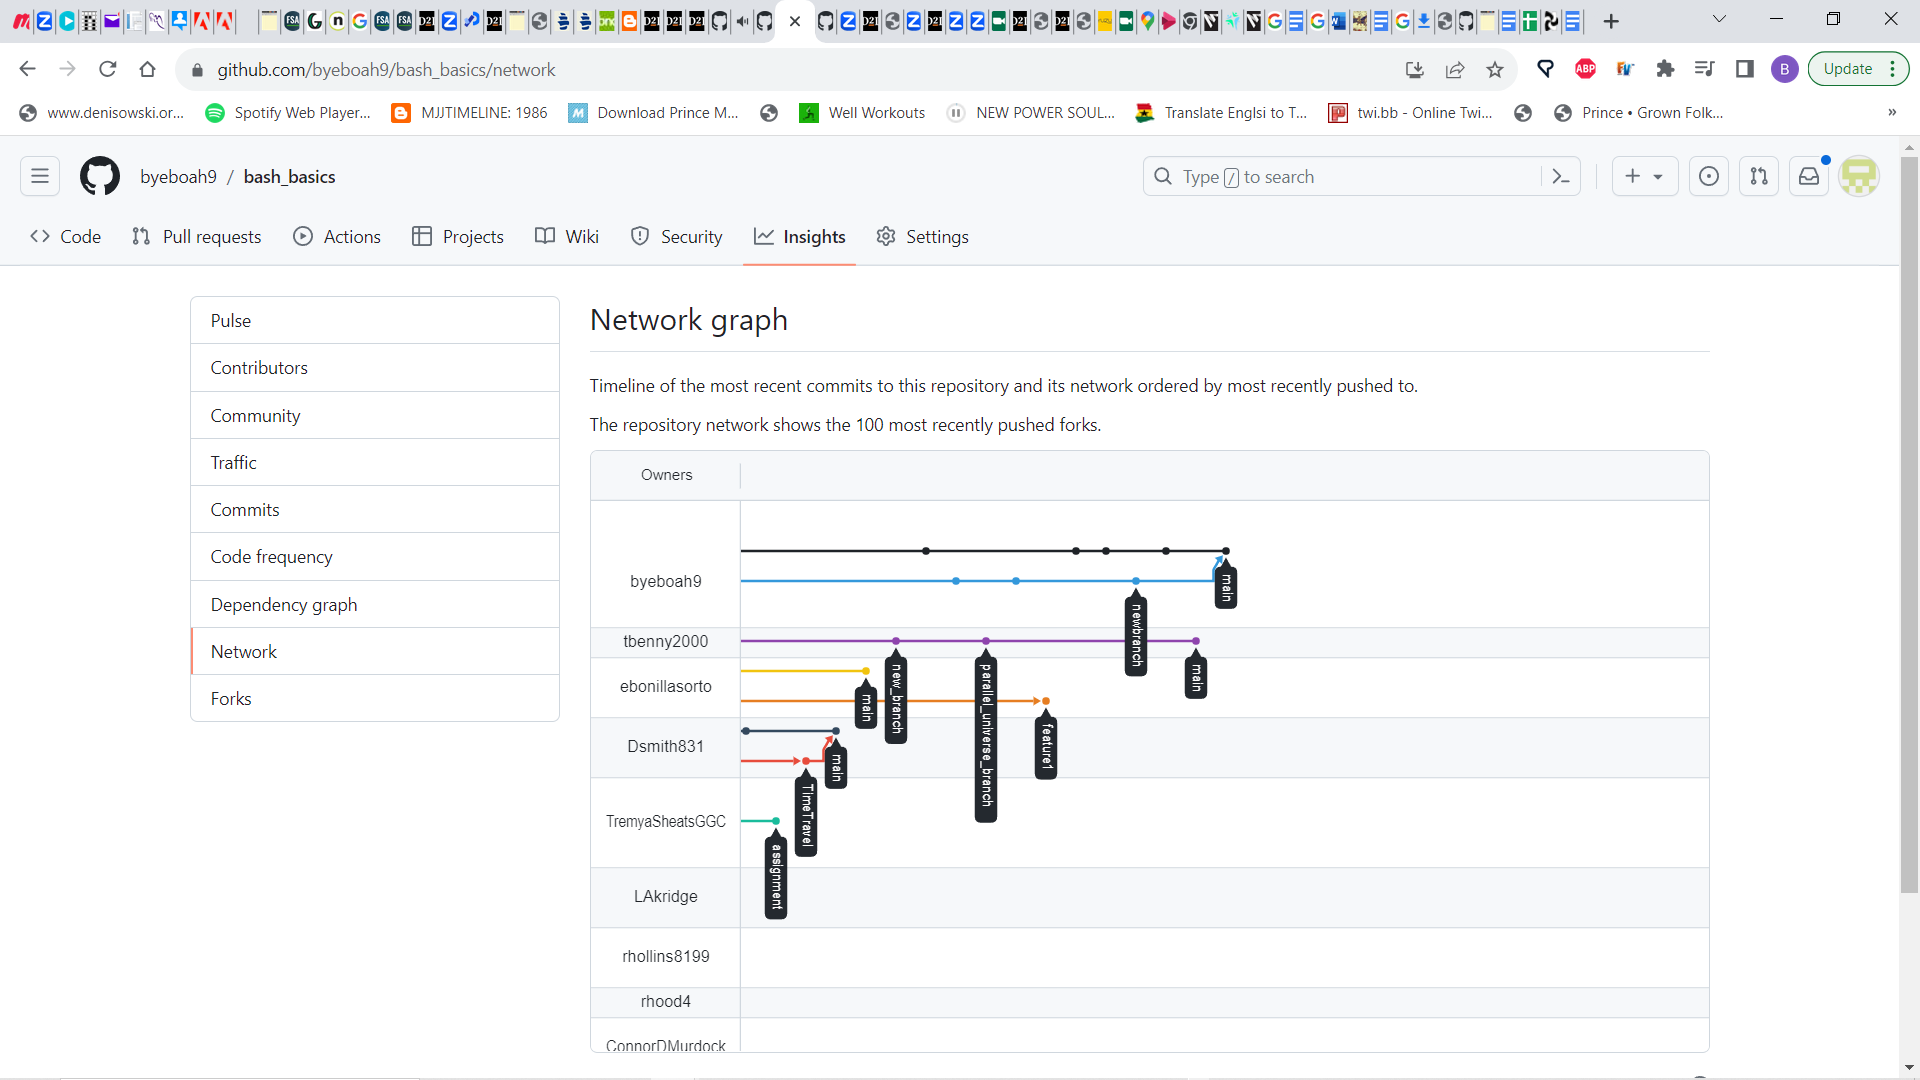 github.com/byeboah9/bash_basics/network
ABP
B
Update
www.denisowski.or...
Spotify Web Player...
MJJTIMELINE: 1986
Download Prince M...
Well Workouts
NEW POWER SOUL...
Translate Englsi to T...
twi.bb - Online Twi...
Prince • Grown Folk...
»
byeboah9 / bash_basics
Type / to search
Code
Pull requests
Actions
Projects
Wiki
Security
Insights
Settings
Pulse
Contributors
Community
Traffic
Commits
Code frequency
Dependency graph
Network
Forks
Network graph
Timeline of the most recent commits to this repository and its network ordered by most recently pushed to.
The repository network shows the 100 most recently pushed forks.
Owners
byeboah9
main
newbranch
tbenny2000
new_branch
parallel_universe_branch
main
ebonillasorto
main
feature1
Dsmith831
main
TimeTravel
TremyaSheatsGGC
assignment
LAkridge
rhollins8199
rhood4
ConnorDMurdock